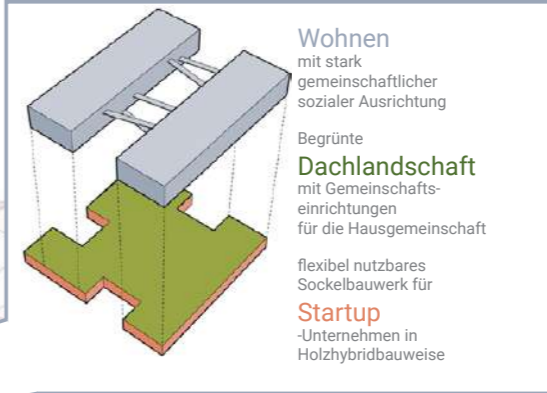 Wohnen
mit stark
gemeinschaftlicher
sozialer Ausrichtung
Begrünte
Dachlandschaft
mit Gemeinschafts-
einrichtungen
für die Hausgemeinschaft
flexibel nutzbares
Sockelbauwerk für
Startup
-Unternehmen in
Holzhybridbauweise